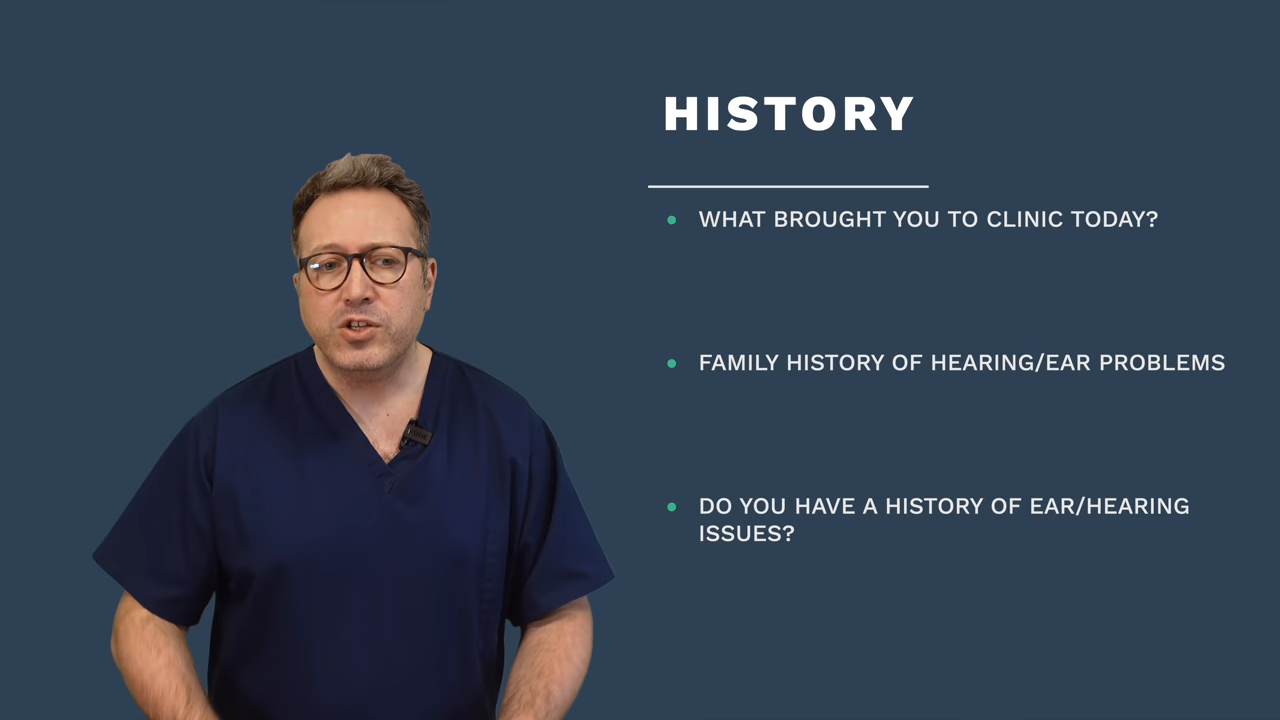 HISTORY
WHAT BROUGHT YOU TO CLINIC TODAY?
FAMILY HISTORY OF HEARING/EAR PROBLEMS
DO YOU HAVE A HISTORY OF EAR/HEARING
ISSUES?